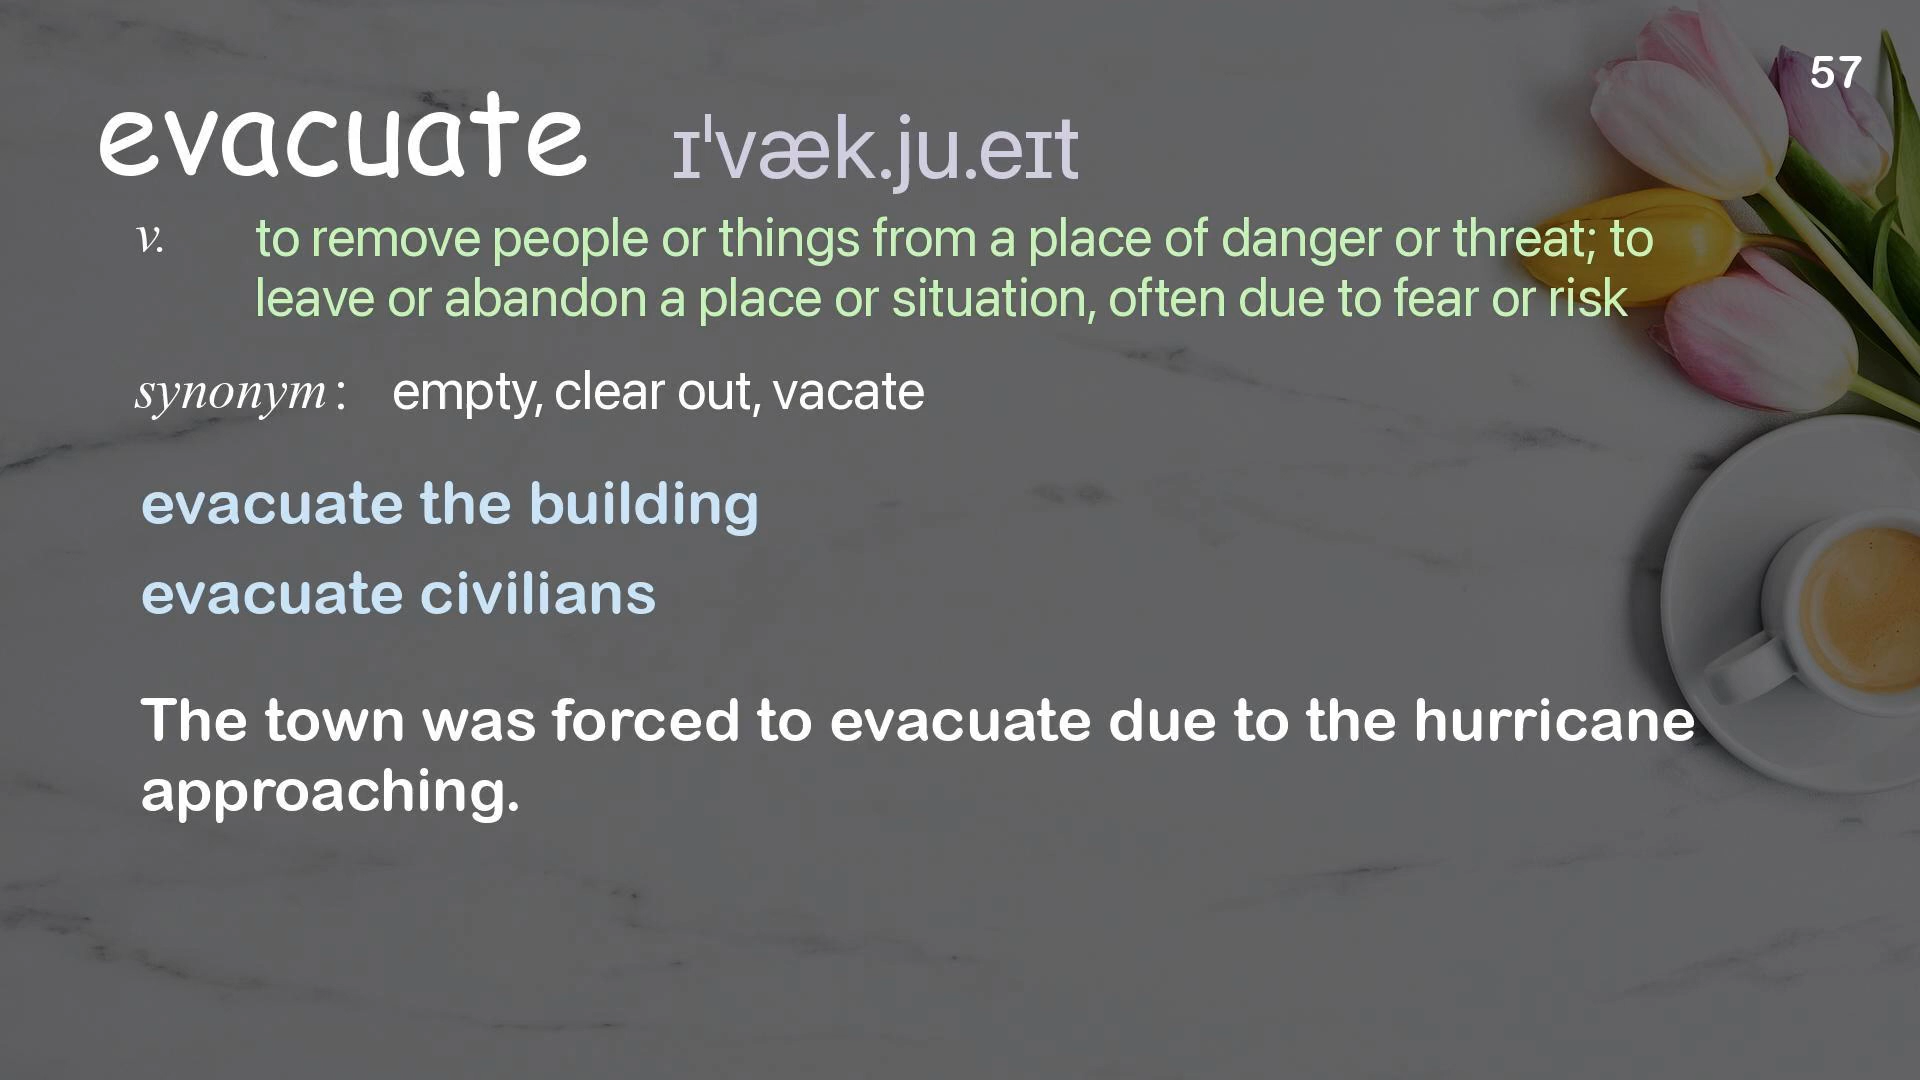 57
evacuate ɪˈvæk.ju.eɪt
v. to remove people or things from a place of danger or threat; to
leave or abandon a place or situation, often due to fear or risk
synonym: empty, clear out, vacate
evacuate the building
evacuate civilians
The town was forced to evacuate due to the hurricane
approaching.